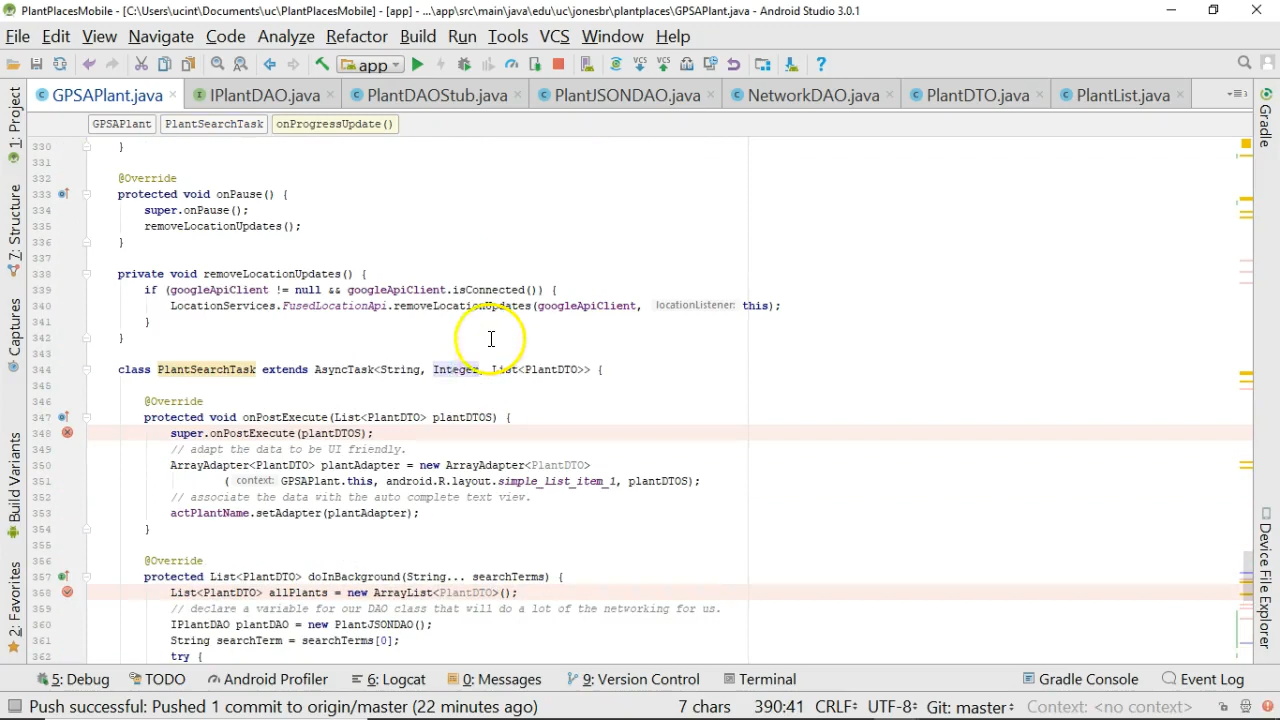 PlantPlacesMobile - [C:\Users\ucint\Documents\uc\PlantPlacesMobile] - [app] - ...\app\src\main\java\edu\uc\jonesbr\plantplaces\GPSAPlant.java - Android Studio 3.0.1
File Edit View Navigate Code Analyze Refactor Build Run Tools VCS Window Help
app
GPSAPlant.java IPlantDAO.java PlantDAOStub.java PlantJSONDAO.java NetworkDAO.java PlantDTO.java PlantList.java
GPSAPlant PlantSearchTask onProgressUpdate()
1: Project
7: Structure
Captures
Build Variants
2: Favorites
330 }
331
332 @Override
333 protected void onPause() {
334 super.onPause();
335 removeLocationUpdates();
336 }
337
338 private void removeLocationUpdates() {
339 if (googleApiClient != null && googleApiClient.isConnected()) {
340 LocationServices.FusedLocationApi.removeLocationUpdates(googleApiClient, locationListener: this);
341 }
342 }
343
344 class PlantSearchTask extends AsyncTask<String, Integer, List<PlantDTO>> {
345
346 @Override
347 protected void onPostExecute(List<PlantDTO> plantDTOS) {
348 super.onPostExecute(plantDTOS);
349 // adapt the data to be UI friendly.
350 ArrayAdapter<PlantDTO> plantAdapter = new ArrayAdapter<PlantDTO>
351 ( context: GPSAPlant.this, android.R.layout.simple_list_item_1, plantDTOS);
352 // associate the data with the auto complete text view.
353 actPlantName.setAdapter(plantAdapter);
354 }
355
356 @Override
357 protected List<PlantDTO> doInBackground(String... searchTerms) {
358 List<PlantDTO> allPlants = new ArrayList<PlantDTO>();
359 // declare a variable for our DAO class that will do a lot of the networking for us.
360 IPlantDAO plantDAO = new PlantJSONDAO();
361 String searchTerm = searchTerms[0];
362 try {
Gradle
Device File Explorer
5: Debug TODO Android Profiler 6: Logcat 0: Messages 9: Version Control Terminal Gradle Console Event Log
Push successful: Pushed 1 commit to origin/master (22 minutes ago) 7 chars 390:41 CRLF UTF-8 Git: master Context: <no context>